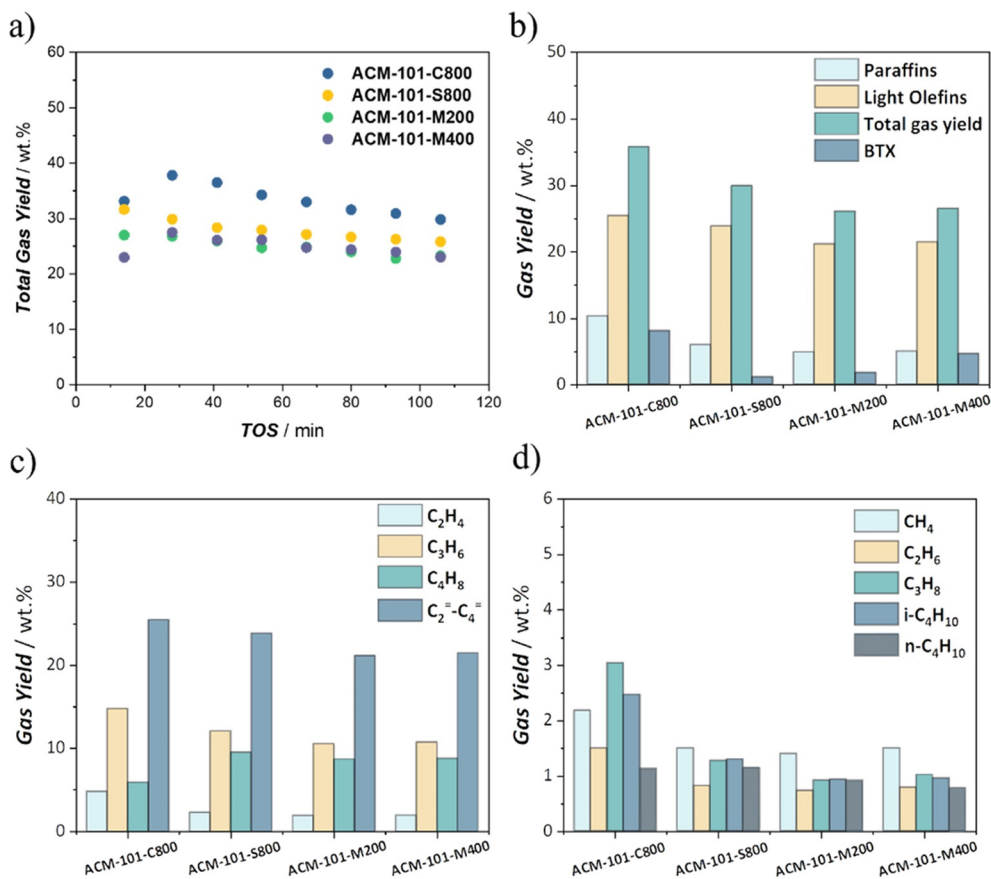 a)
60
50
40
30
20
10
0
Total Gas Yield / wt.%
ACM-101-C800
ACM-101-S800
ACM-101-M200
ACM-101-M400
0 20 40 60 80 100 120
TOS / min
b)
50
40
30
20
10
0
Gas Yield / wt.%
Paraffins
Light Olefins
Total gas yield
BTX
ACM-101-C800 ACM-101-S800 ACM-101-M200 ACM-101-M400
c)
40
30
20
10
0
Gas Yield / wt.%
C₂H₄
C₃H₆
C₄H₈
C₂⁼-C₄⁼
ACM-101-C800 ACM-101-S800 ACM-101-M200 ACM-101-M400
d)
6
5
4
3
2
1
0
Gas Yield / wt.%
CH₄
C₂H₆
C₃H₈
i-C₄H₁₀
n-C₄H₁₀
ACM-101-C800 ACM-101-S800 ACM-101-M200 ACM-101-M400